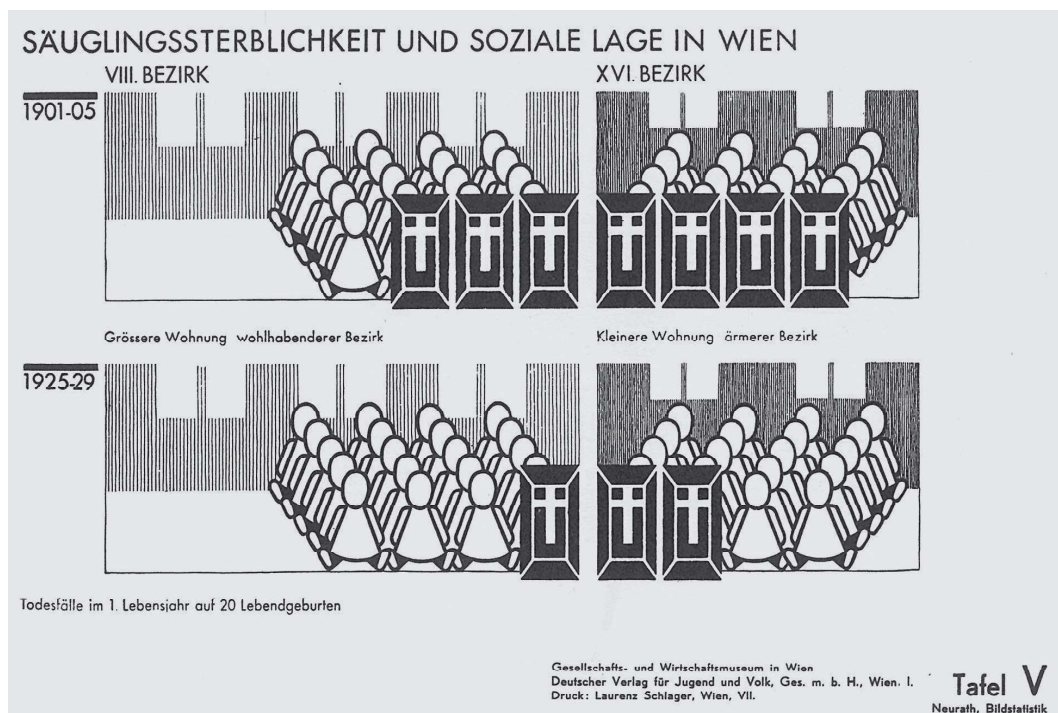 SÄUGLINGSSTERBLICHKEIT UND SOZIALE LAGE IN WIEN
VIII. BEZIRK
XVI. BEZIRK
1901-05
Grössere Wohnung wohlhabenderer Bezirk
Kleinere Wohnung ärmerer Bezirk
1925-29
Todesfälle im 1. Lebensjahr auf 20 Lebendgeburten
Gesellschafts- und Wirtschaftsmuseum in Wien
Deutscher Verlag für Jugend und Volk, Ges. m. b. H., Wien. I.
Druck: Laurenz Schlager, Wien, VII.
Tafel V
Neurath, Bildstatistik